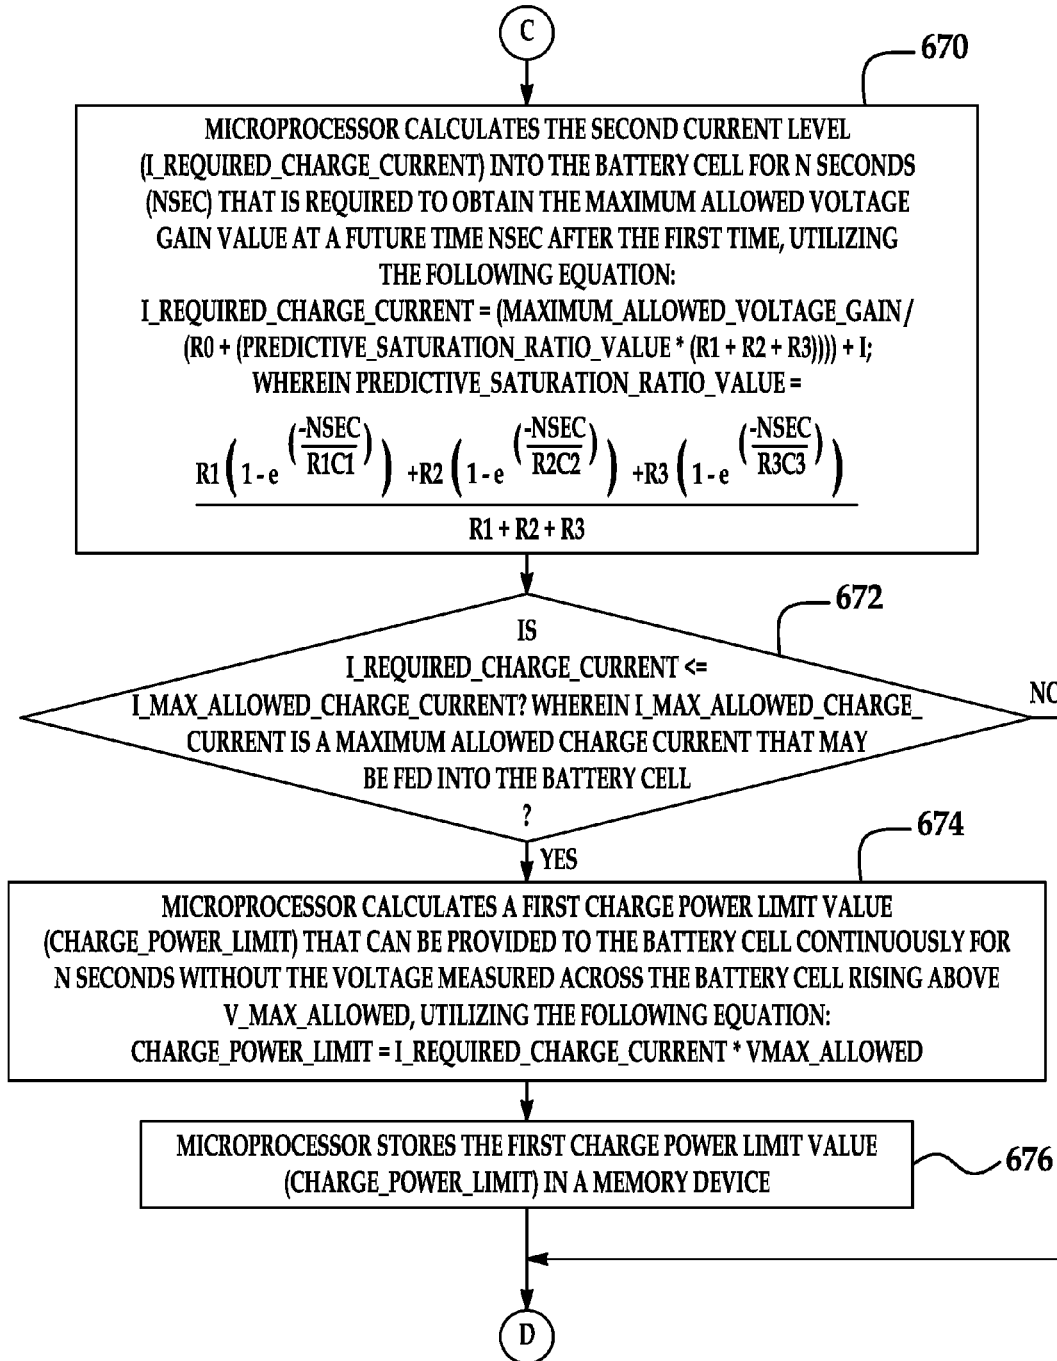 C
670
MICROPROCESSOR CALCULATES THE SECOND CURRENT LEVEL
(I_REQUIRED_CHARGE_CURRENT) INTO THE BATTERY CELL FOR N SECONDS
(NSEC) THAT IS REQUIRED TO OBTAIN THE MAXIMUM ALLOWED VOLTAGE
GAIN VALUE AT A FUTURE TIME NSEC AFTER THE FIRST TIME, UTILIZING
THE FOLLOWING EQUATION:
I_REQUIRED_CHARGE_CURRENT = (MAXIMUM_ALLOWED_VOLTAGE_GAIN /
(R0 + (PREDICTIVE_SATURATION_RATIO_VALUE * (R1 + R2 + R3)))) + I;
WHEREIN PREDICTIVE_SATURATION_RATIO_VALUE =
R1 ( 1 - e ( -NSEC / R1C1 ) ) +R2 ( 1 - e ( -NSEC / R2C2 ) ) +R3 ( 1 - e ( -NSEC / R3C3 ) )
R1 + R2 + R3
672
IS
I_REQUIRED_CHARGE_CURRENT <=
I_MAX_ALLOWED_CHARGE_CURRENT? WHEREIN I_MAX_ALLOWED_CHARGE_
CURRENT IS A MAXIMUM ALLOWED CHARGE CURRENT THAT MAY
BE FED INTO THE BATTERY CELL
?
NO
YES
674
MICROPROCESSOR CALCULATES A FIRST CHARGE POWER LIMIT VALUE
(CHARGE_POWER_LIMIT) THAT CAN BE PROVIDED TO THE BATTERY CELL CONTINUOUSLY FOR
N SECONDS WITHOUT THE VOLTAGE MEASURED ACROSS THE BATTERY CELL RISING ABOVE
V_MAX_ALLOWED, UTILIZING THE FOLLOWING EQUATION:
CHARGE_POWER_LIMIT = I_REQUIRED_CHARGE_CURRENT * VMAX_ALLOWED
MICROPROCESSOR STORES THE FIRST CHARGE POWER LIMIT VALUE
(CHARGE_POWER_LIMIT) IN A MEMORY DEVICE
676
D